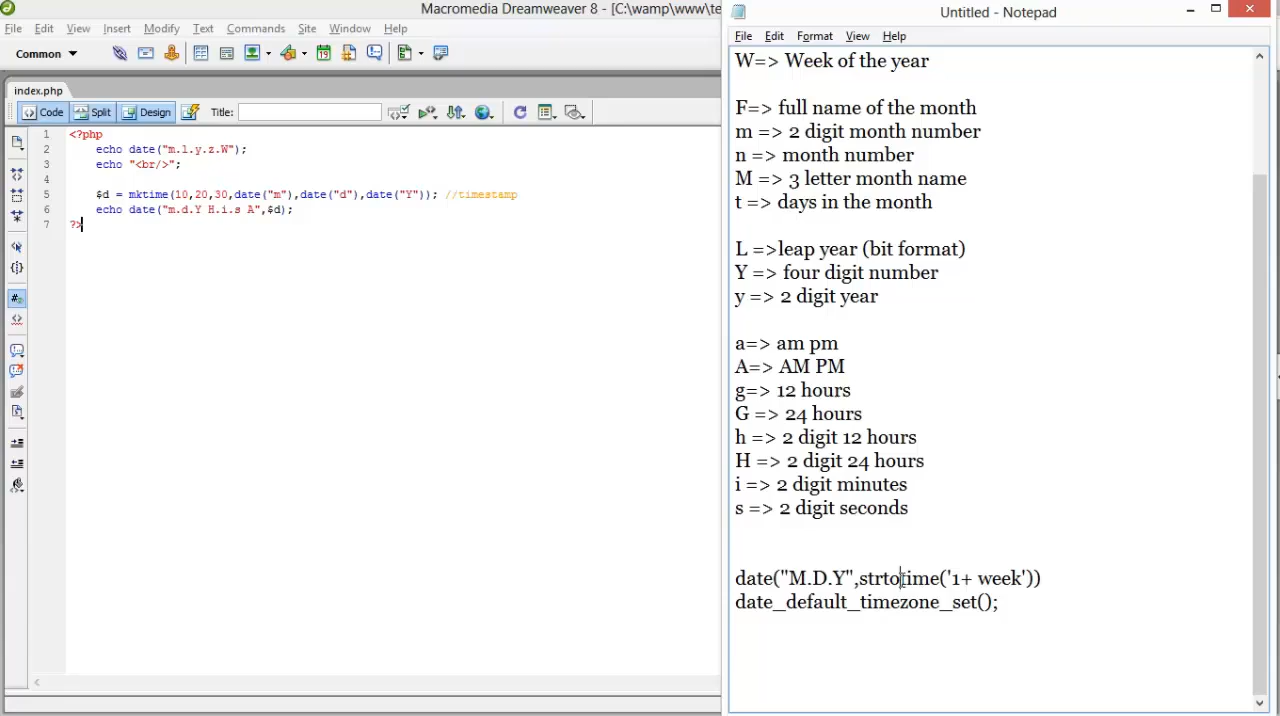 Macromedia Dreamweaver 8 - [C:\wamp\www\te
File Edit View Insert Modify Text Commands Site Window Help
Common
index.php
Code Split Design Title:
1 <?php
2 echo date("m.l.y.z.W");
3 echo "<br/>";
4
5 $d = mktime(10,20,30,date("m"),date("d"),date("Y")); //timestamp
6 echo date("m.d.Y H.i.s A",$d);
7 ?>
Untitled - Notepad
File Edit Format View Help
W=> Week of the year
F=> full name of the month
m => 2 digit month number
n => month number
M => 3 letter month name
t => days in the month
L =>leap year (bit format)
Y => four digit number
y => 2 digit year
a=> am pm
A=> AM PM
g=> 12 hours
G => 24 hours
h => 2 digit 12 hours
H => 2 digit 24 hours
i => 2 digit minutes
s => 2 digit seconds
date("M.D.Y",strtotime('1+ week'))
date_default_timezone_set();